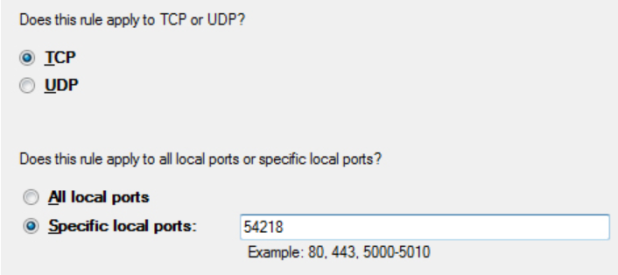 Does this rule apply to TCP or UDP?
TCP
UDP
Does this rule apply to all local ports or specific local ports?
All local ports
Specific local ports: 54218
Example: 80, 443, 5000-5010